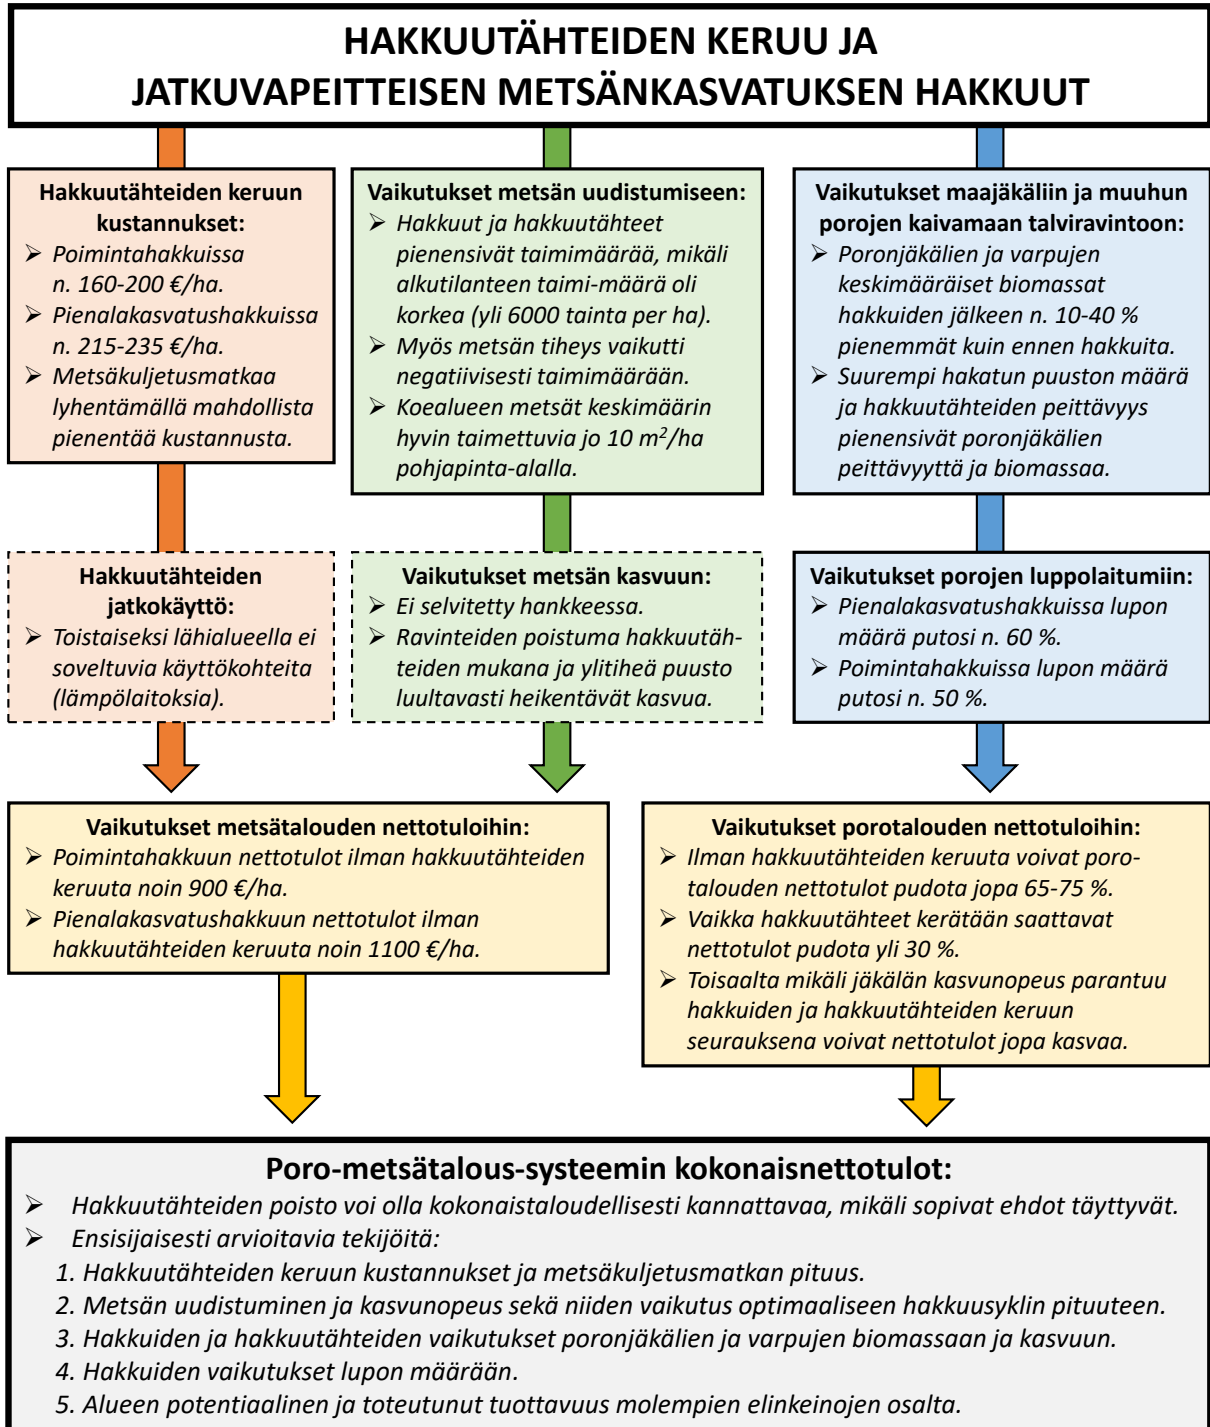 HAKKUUTÄHTEIDEN KERUU JA
JATKUVAPEITTEISEN METSÄNKASVATUKSEN HAKKUUT
Hakkuutähteiden keruun
kustannukset:
➢ Poimintahakkuissa
n. 160-200 €/ha.
➢ Pienalakasvatushakkuissa
n. 215-235 €/ha.
➢ Metsäkuljetusmatkaa
lyhentämällä mahdollista
pienentää kustannusta.
Vaikutukset metsän uudistumiseen:
➢ Hakkuut ja hakkuutähteet
pienensivät taimimäärää, mikäli
alkutilanteen taimi-määrä oli
korkea (yli 6000 tainta per ha).
➢ Myös metsän tiheys vaikutti
negatiivisesti taimimäärään.
➢ Koealueen metsät keskimäärin
hyvin taimettuvia jo 10 m²/ha
pohjapinta-alalla.
Vaikutukset maajäkäliin ja muuhun
porojen kaivamaan talviravintoon:
➢ Poronjäkälien ja varpujen
keskimääräiset biomassat
hakkuiden jälkeen n. 10-40 %
pienemmät kuin ennen hakkuita.
➢ Suurempi hakatun puuston määrä
ja hakkuutähteiden peittävyys
pienensivät poronjäkälien
peittävyyttä ja biomassaa.
Hakkuutähteiden
jatkokäyttö:
➢ Toistaiseksi lähialueella ei
soveltuvia käyttökohteita
(lämpölaitoksia).
Vaikutukset metsän kasvuun:
➢ Ei selvitetty hankkeessa.
➢ Ravinteiden poistuma hakkuutäh-
teiden mukana ja ylitiheä puusto
luultavasti heikentävät kasvua.
Vaikutukset porojen luppolaitumiin:
➢ Pienalakasvatushakkuissa lupon
määrä putosi n. 60 %.
➢ Poimintahakkuissa lupon määrä
putosi n. 50 %.
Vaikutukset metsätalouden nettotuloihin:
➢ Poimintahakkuun nettotulot ilman hakkuutähteiden
keruuta noin 900 €/ha.
➢ Pienalakasvatushakkuun nettotulot ilman
hakkuutähteiden keruuta noin 1100 €/ha.
Vaikutukset porotalouden nettotuloihin:
➢ Ilman hakkuutähteiden keruuta voivat poro-
talouden nettotulot pudota jopa 65-75 %.
➢ Vaikka hakkuutähteet kerätään saattavat
nettotulot pudota yli 30 %.
➢ Toisaalta mikäli jäkälän kasvunopeus parantuu
hakkuiden ja hakkuutähteiden keruun
seurauksena voivat nettotulot jopa kasvaa.
Poro-metsätalous-systeemin kokonaisnettotulot:
➢ Hakkuutähteiden poisto voi olla kokonaistaloudellisesti kannattavaa, mikäli sopivat ehdot täyttyvät.
➢ Ensisijaisesti arvioitavia tekijöitä:
1. Hakkuutähteiden keruun kustannukset ja metsäkuljetusmatkan pituus.
2. Metsän uudistuminen ja kasvunopeus sekä niiden vaikutus optimaaliseen hakkuusyklin pituuteen.
3. Hakkuiden ja hakkuutähteiden vaikutukset poronjäkälien ja varpujen biomassaan ja kasvuun.
4. Hakkuiden vaikutukset lupon määrään.
5. Alueen potentiaalinen ja toteutunut tuottavuus molempien elinkeinojen osalta.